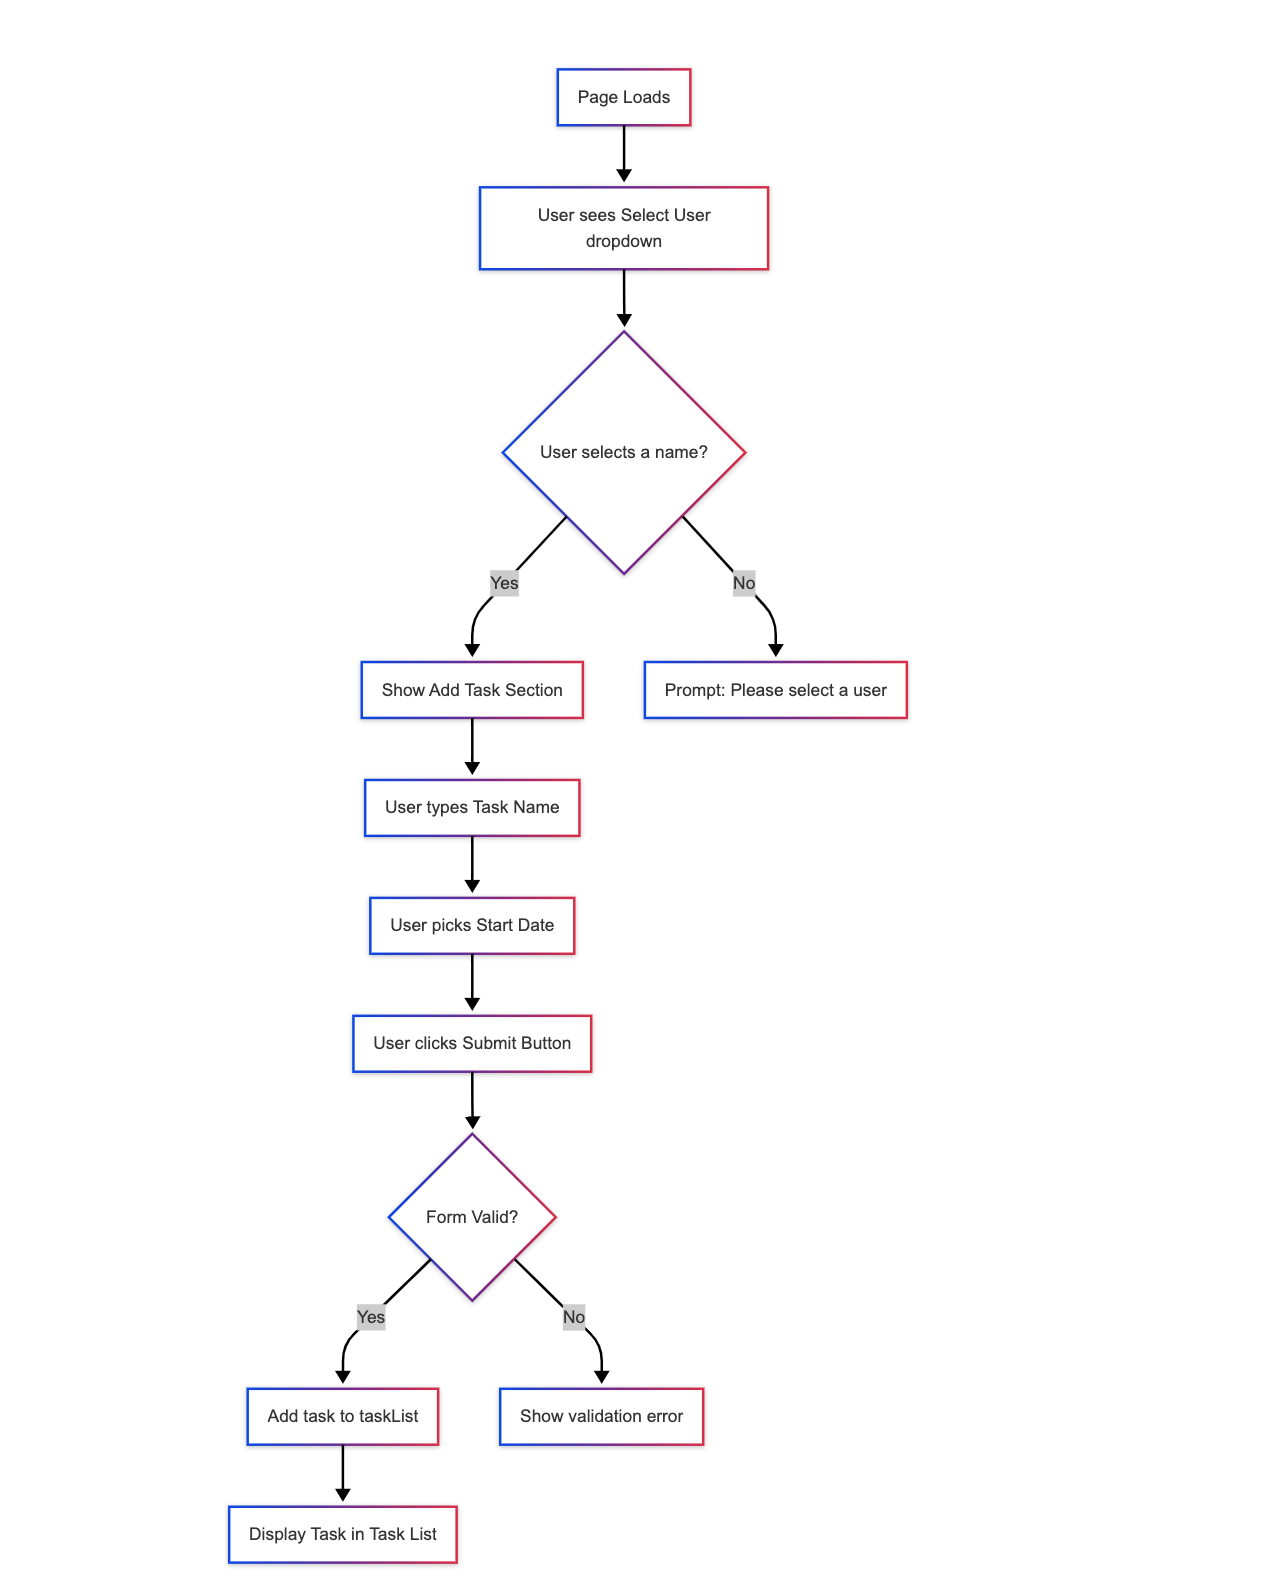 Page Loads
User sees Select User
dropdown
User selects a name?
Yes
No
Show Add Task Section
Prompt: Please select a user
User types Task Name
User picks Start Date
User clicks Submit Button
Form Valid?
Yes
No
Add task to taskList
Show validation error
Display Task in Task List